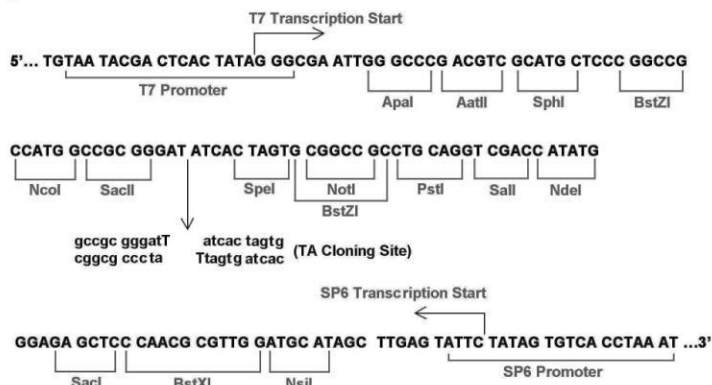 T7 Transcription Start
5'... TGTAA TACGA CTCAC TATAG GGCGA ATTGG GCCCG ACGTC GCATG CTCCC GGCCG
T7 Promoter
ApaI AatII SphI BstZI
CCATG GCCGC GGGAT ATCAC TAGTG CGGCC GCCTG CAGGT CGACC ATATG
NcoI SacII SpeI NotI PstI SalI NdeI
BstZI
gccgc gggatT atcac tagtg
cggcg cccta Ttagtg atcac (TA Cloning Site)
SP6 Transcription Start
GGAGA GCTCC CAACG CGTTG GATGC ATAGC TTGAG TATTC TATAG TGTCA CCTAA AT ...3'
SacI BstXI NsiI SP6 Promoter